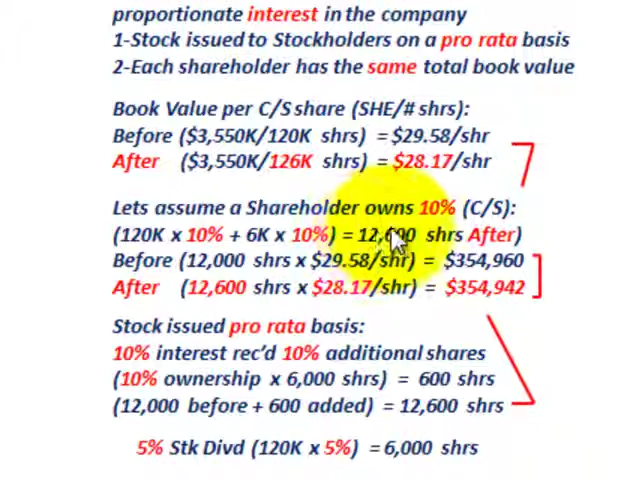 proportionate interest in the company
1-Stock issued to Stockholders on a pro rata basis
2-Each shareholder has the same total book value
Book Value per C/S share (SHE/# shrs):
Before ($3,550K/120K shrs) = $29.58/shr
After ($3,550K/126K shrs) = $28.17/shr
Lets assume a Shareholder owns 10% (C/S):
(120K x 10% + 6K x 10%) = 12,600 shrs After)
Before (12,000 shrs x $29.58/shr) = $354,960
After (12,600 shrs x $28.17/shr) = $354,942
Stock issued pro rata basis:
10% interest rec'd 10% additional shares
(10% ownership x 6,000 shrs) = 600 shrs
(12,000 before + 600 added) = 12,600 shrs
5% Stk Divd (120K x 5%) = 6,000 shrs